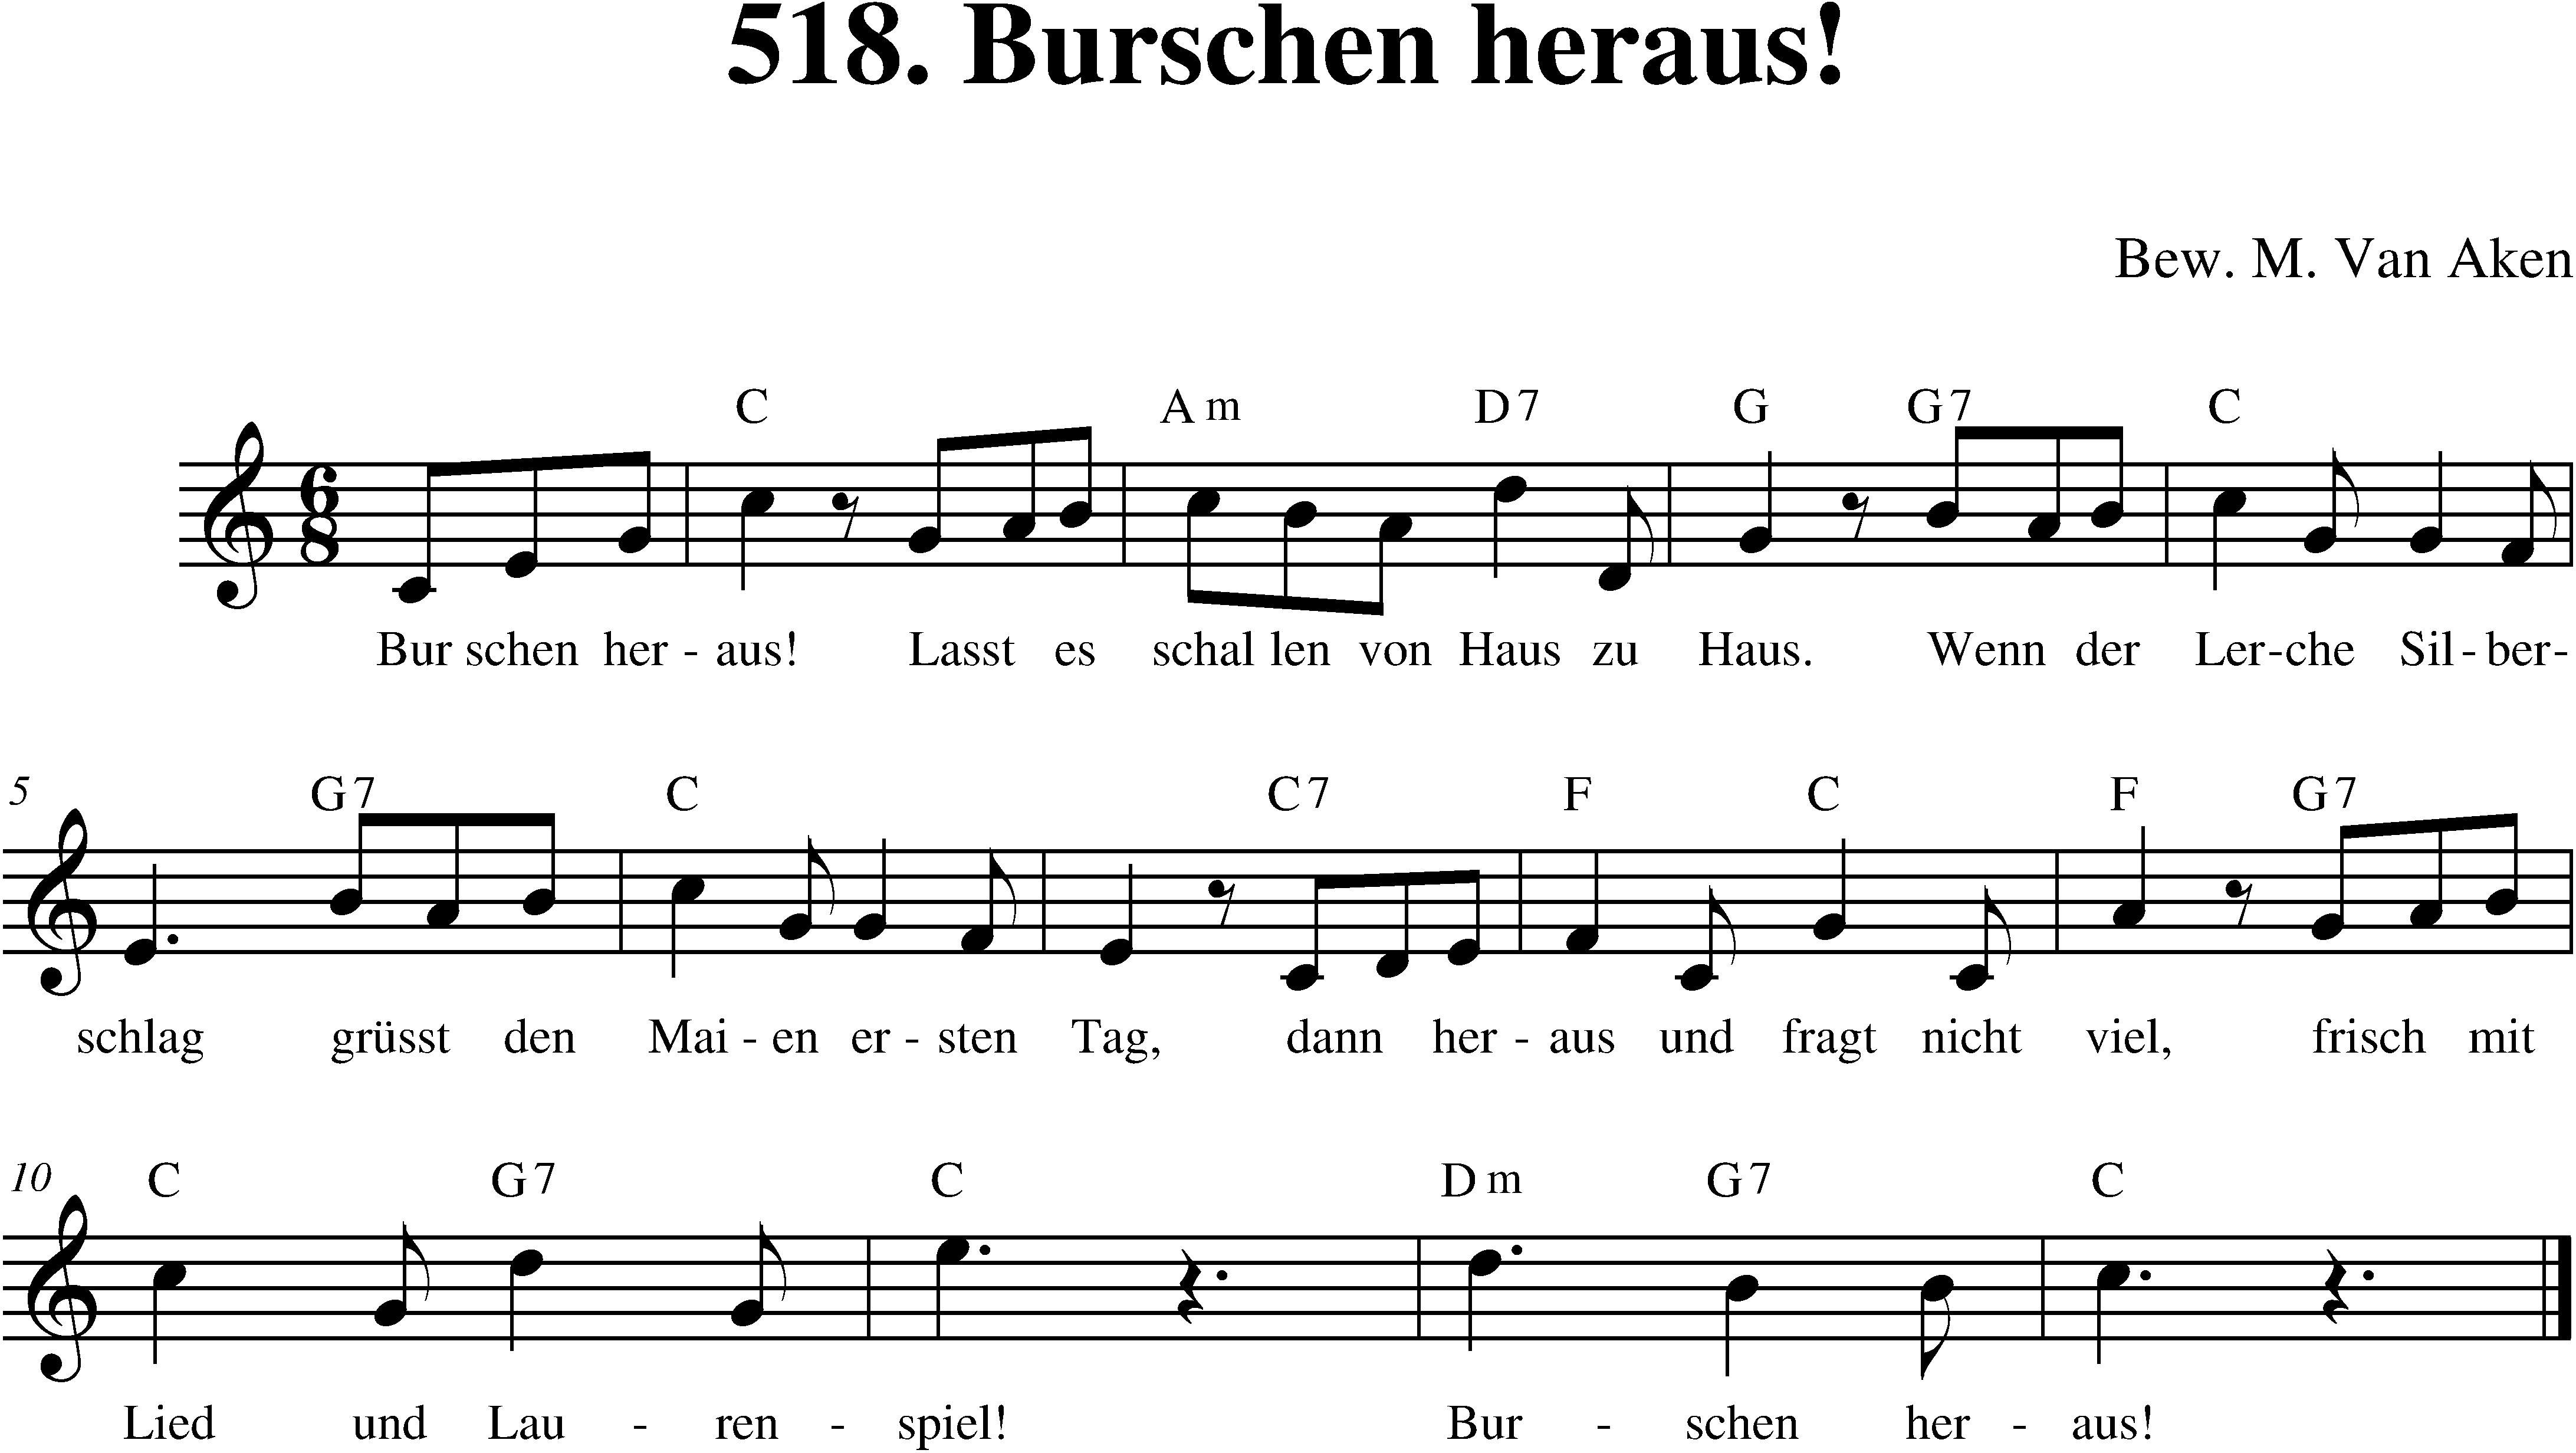 518. Burschen heraus!
Bew. M. Van Aken
C Am D7 G G7 C
6
8
Bur schen her - aus! Lasst es schal len von Haus zu Haus. Wenn der Ler-che Sil-ber-
5 G7 C C7 F C F G7
schlag grüsst den Mai - en er - sten Tag, dann her - aus und fragt nicht viel, frisch mit
10 C G7 C Dm G7 C
Lied und Lau - ren - spiel! Bur - schen her - aus!